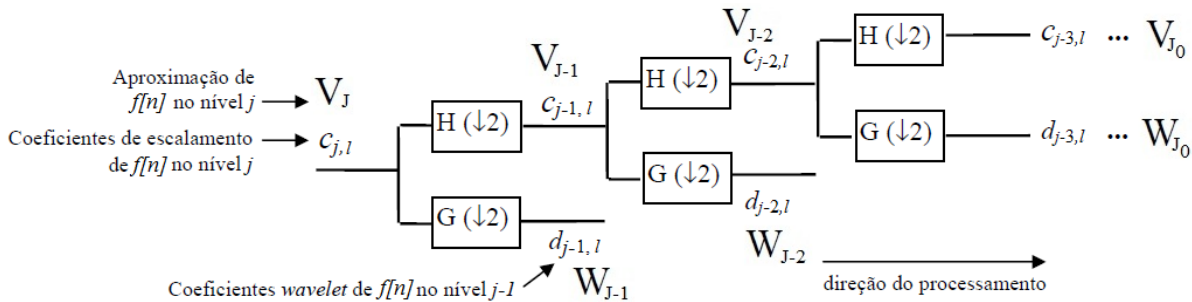 Aproximação de
f[n] no nível j
V_J
Coeficientes de escalamento
de f[n] no nível j
c_{j,l}
H (↓2)
G (↓2)
V_{J-1}
c_{j-1, l}
d_{j-1, l}
W_{J-1}
Coeficientes wavelet de f[n] no nível j-1
H (↓2)
G (↓2)
V_{J-2}
c_{j-2,l}
d_{j-2,l}
W_{J-2}
H (↓2)
G (↓2)
c_{j-3,l} ... V_{J_0}
d_{j-3,l} ... W_{J_0}
direção do processamento